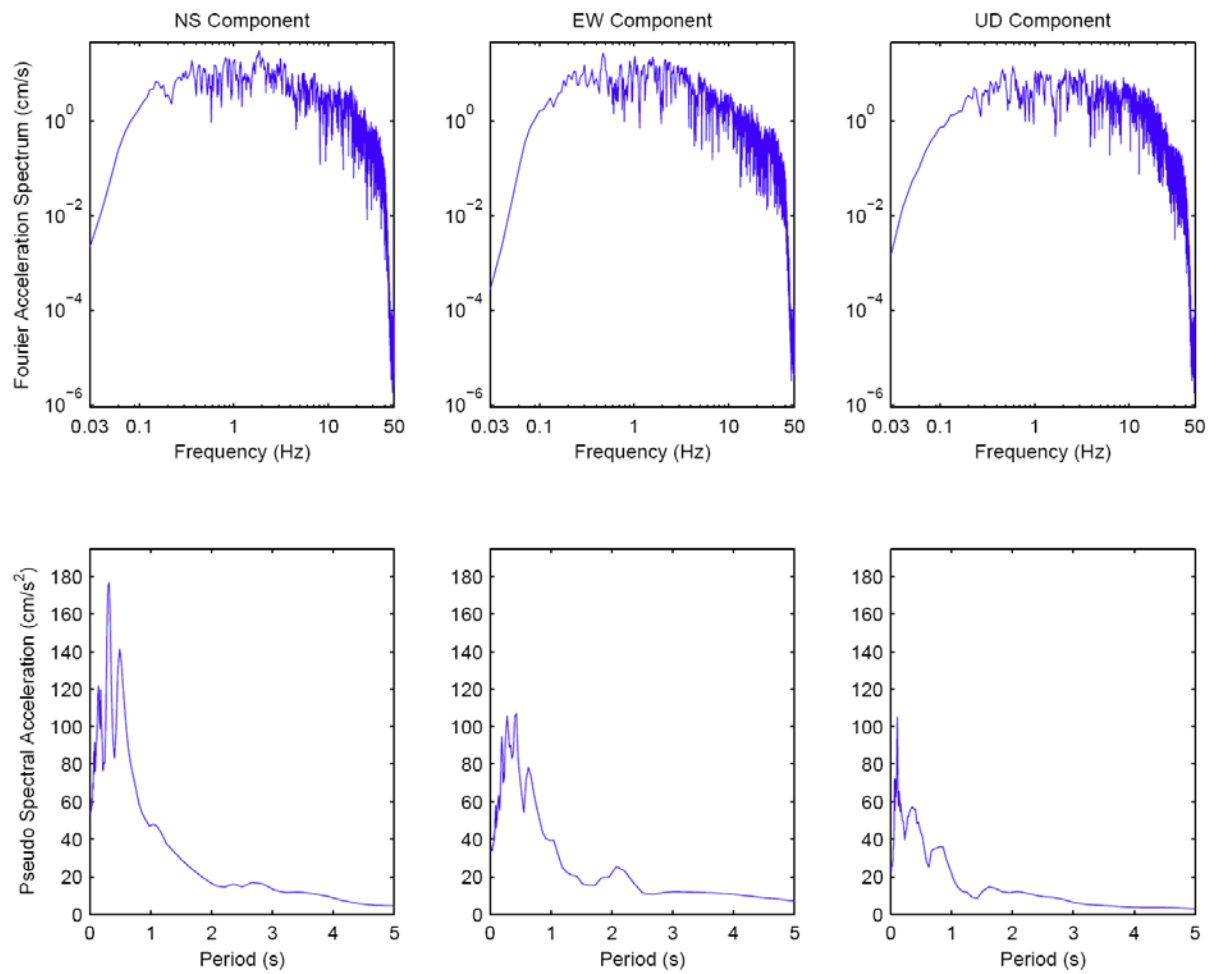 NS Component
EW Component
UD Component
Fourier Acceleration Spectrum (cm/s)
10^0
10^−2
10^−4
10^−6
0.03 0.1 1 10 50
Frequency (Hz)
10^0
10^−2
10^−4
10^−6
0.03 0.1 1 10 50
Frequency (Hz)
10^0
10^−2
10^−4
10^−6
0.03 0.1 1 10 50
Frequency (Hz)
Pseudo Spectral Acceleration (cm/s²)
180
160
140
120
100
80
60
40
20
0
0 1 2 3 4 5
Period (s)
180
160
140
120
100
80
60
40
20
0
0 1 2 3 4 5
Period (s)
180
160
140
120
100
80
60
40
20
0
0 1 2 3 4 5
Period (s)